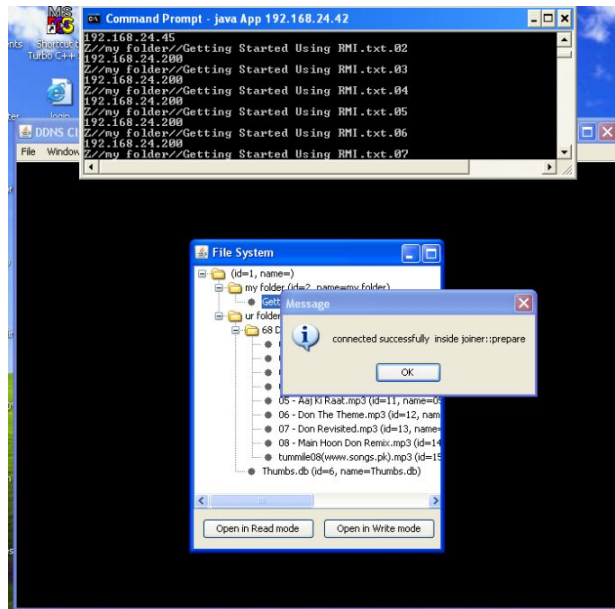 Command Prompt - java App 192.168.24.42
192.168.24.45
Z//my folder//Getting Started Using RMI.txt.02
192.168.24.200
Z//my folder//Getting Started Using RMI.txt.03
192.168.24.200
Z//my folder//Getting Started Using RMI.txt.04
192.168.24.200
Z//my folder//Getting Started Using RMI.txt.05
192.168.24.200
Z//my folder//Getting Started Using RMI.txt.06
192.168.24.200
Z//my folder//Getting Started Using RMI.txt.07
Turbo C++
DDNS
File Window
File System
(id=1, name=)
my folder (id=2, name=my folder)
ur folder
68
Message
connected successfully inside joiner::prepare
OK
05 - Aaj Ki Raat.mp3 (id=11, name=
06 - Don The Theme.mp3 (id=12, nam
07 - Don Revisited.mp3 (id=13, name=
08 - Main Hoon Don Remix.mp3 (id=14
tummile08(www.songs.pk).mp3 (id=15
Thumbs.db (id=6, name=Thumbs.db)
Open in Read mode
Open in Write mode